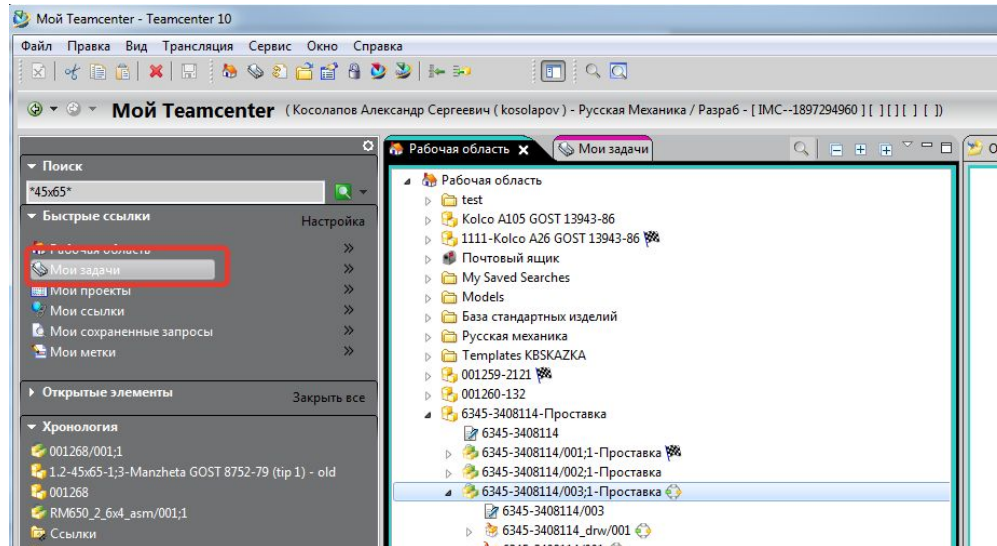 Мой Teamcenter - Teamcenter 10
Файл Правка Вид Трансляция Сервис Окно Справка
Мой Teamcenter ( Косолапов Александр Сергеевич ( kosolapov ) - Русская Механика / Разраб - [ IMC--1897294960 ] [ ] [ ] [ ] [ ])
Поиск
*45x65*
Быстрые ссылки
Настройка
Рабочая область
Мои задачи
Мои проекты
Мои ссылки
Мои сохраненные запросы
Мои метки
Открытые элементы
Закрыть все
Хронология
001268/001;1
1.2-45x65-1;3-Manzheta GOST 8752-79 (tip 1) - old
001268
RM650_2_6x4_asm/001;1
Ссылки
Рабочая область
Мои задачи
Рабочая область
test
Kolco A105 GOST 13943-86
1111-Kolco A26 GOST 13943-86
Почтовый ящик
My Saved Searches
Models
База стандартных изделий
Русская механика
Templates KBSKAZKA
001259-2121
001260-132
6345-3408114-Проставка
6345-3408114
6345-3408114/001;1-Проставка
6345-3408114/002;1-Проставка
6345-3408114/003;1-Проставка
6345-3408114/003
6345-3408114_drw/001